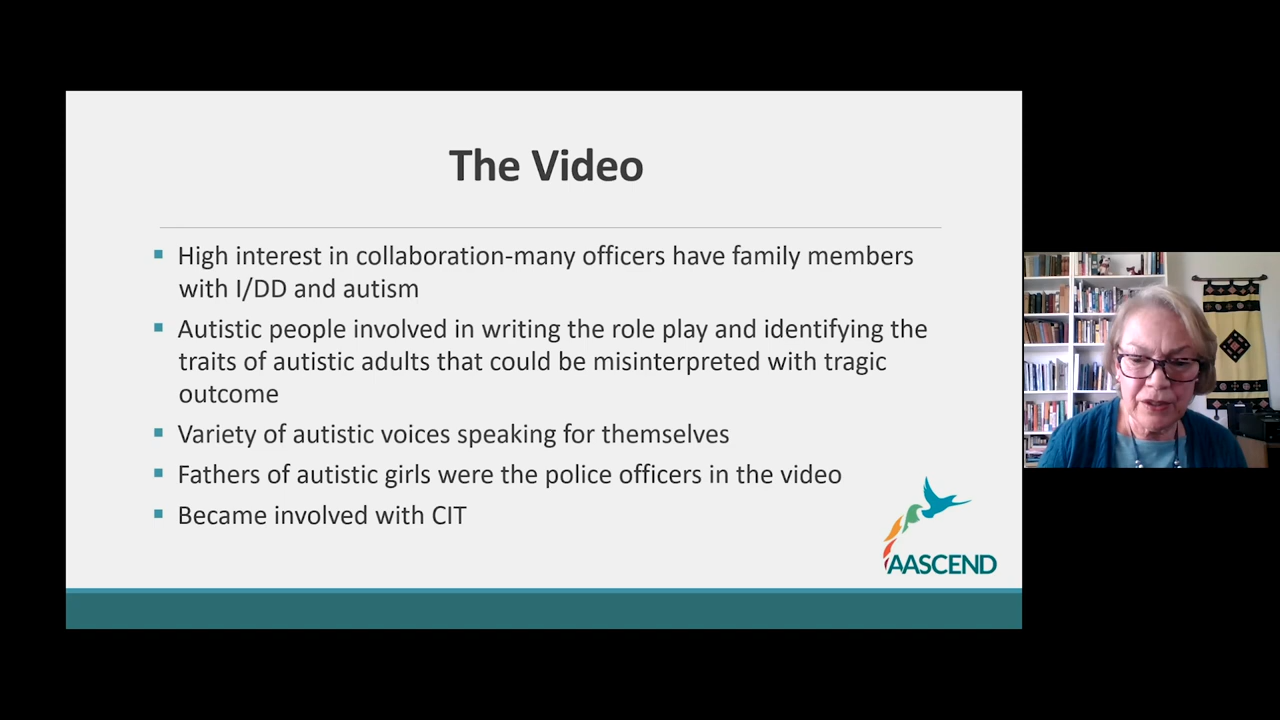 The Video
High interest in collaboration-many officers have family members
with I/DD and autism
Autistic people involved in writing the role play and identifying the
traits of autistic adults that could be misinterpreted with tragic
outcome
Variety of autistic voices speaking for themselves
Fathers of autistic girls were the police officers in the video
Became involved with CIT
AASCEND